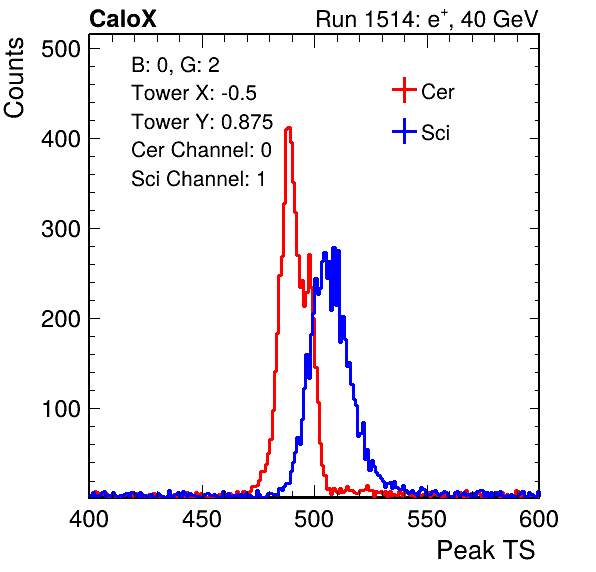 CaloX Run 1514: e⁺, 40 GeV
Counts
500
B: 0, G: 2
Tower X: -0.5
Tower Y: 0.875
Cer Channel: 0
Sci Channel: 1
Cer
Sci
400
300
200
100
400 450 500 550 600
Peak TS